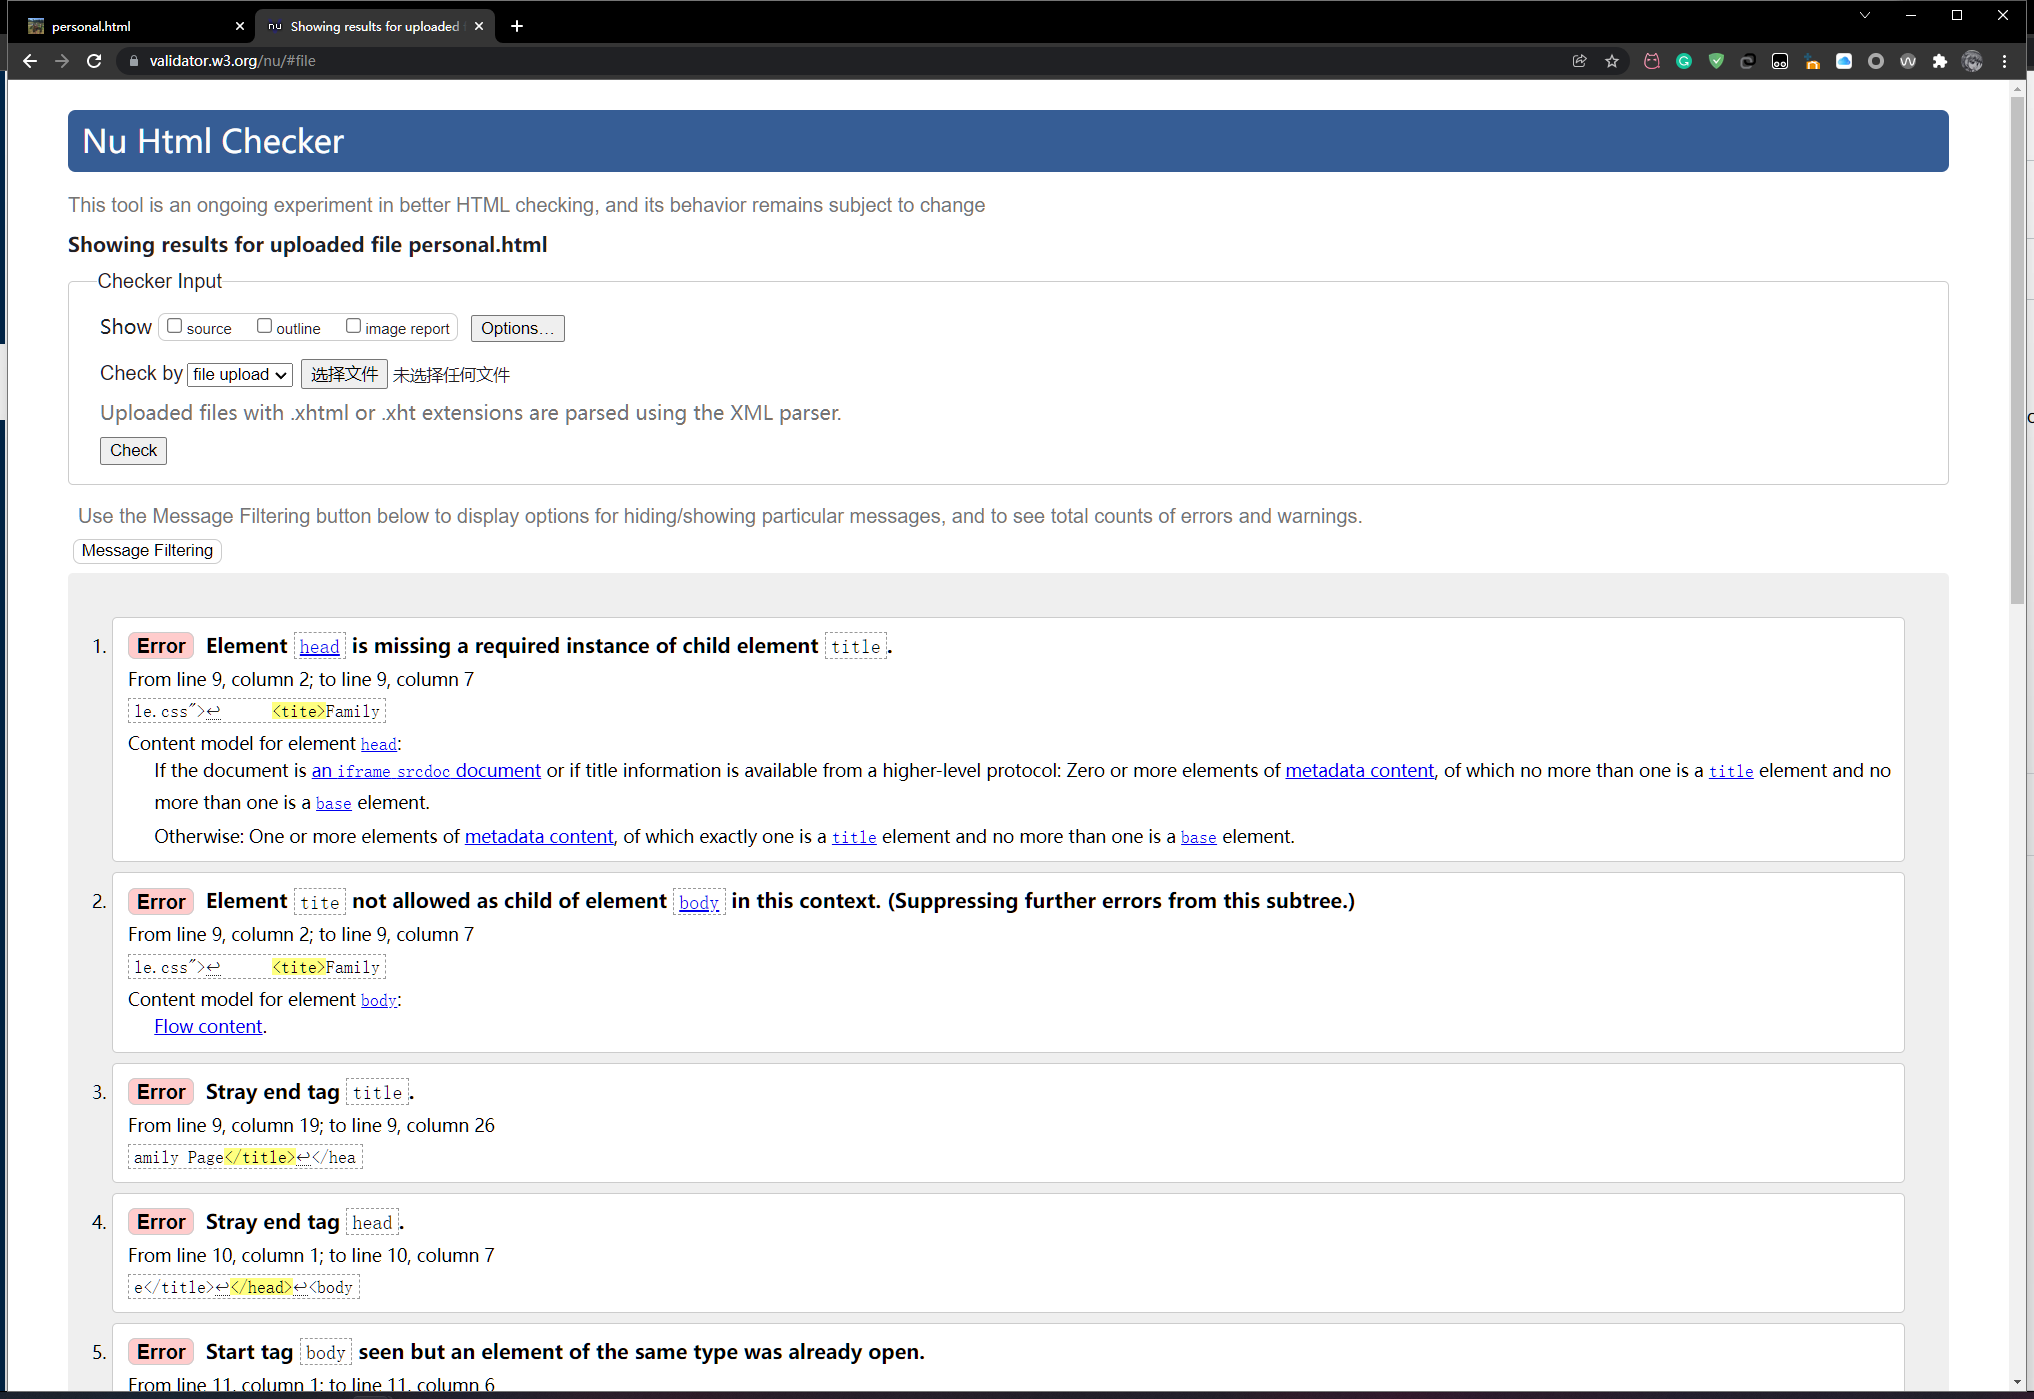 personal.html
nu Showing results for uploaded
validator.w3.org/nu/#file
Nu Html Checker
This tool is an ongoing experiment in better HTML checking, and its behavior remains subject to change
Showing results for uploaded file personal.html
Checker Input
Show source outline image report Options...
Check by file upload 选择文件 未选择任何文件
Uploaded files with .xhtml or .xht extensions are parsed using the XML parser.
Check
Use the Message Filtering button below to display options for hiding/showing particular messages, and to see total counts of errors and warnings.
Message Filtering
1. Error Element head is missing a required instance of child element title.
From line 9, column 2; to line 9, column 7
le.css">↩ <tite>Family
Content model for element head:
If the document is an iframe srcdoc document or if title information is available from a higher-level protocol: Zero or more elements of metadata content, of which no more than one is a title element and no
more than one is a base element.
Otherwise: One or more elements of metadata content, of which exactly one is a title element and no more than one is a base element.
2. Error Element tite not allowed as child of element body in this context. (Suppressing further errors from this subtree.)
From line 9, column 2; to line 9, column 7
le.css">↩ <tite>Family
Content model for element body:
Flow content.
3. Error Stray end tag title.
From line 9, column 19; to line 9, column 26
amily Page</title>↩</hea
4. Error Stray end tag head.
From line 10, column 1; to line 10, column 7
e</title>↩</head>↩<body
5. Error Start tag body seen but an element of the same type was already open.
From line 11, column 1; to line 11, column 6